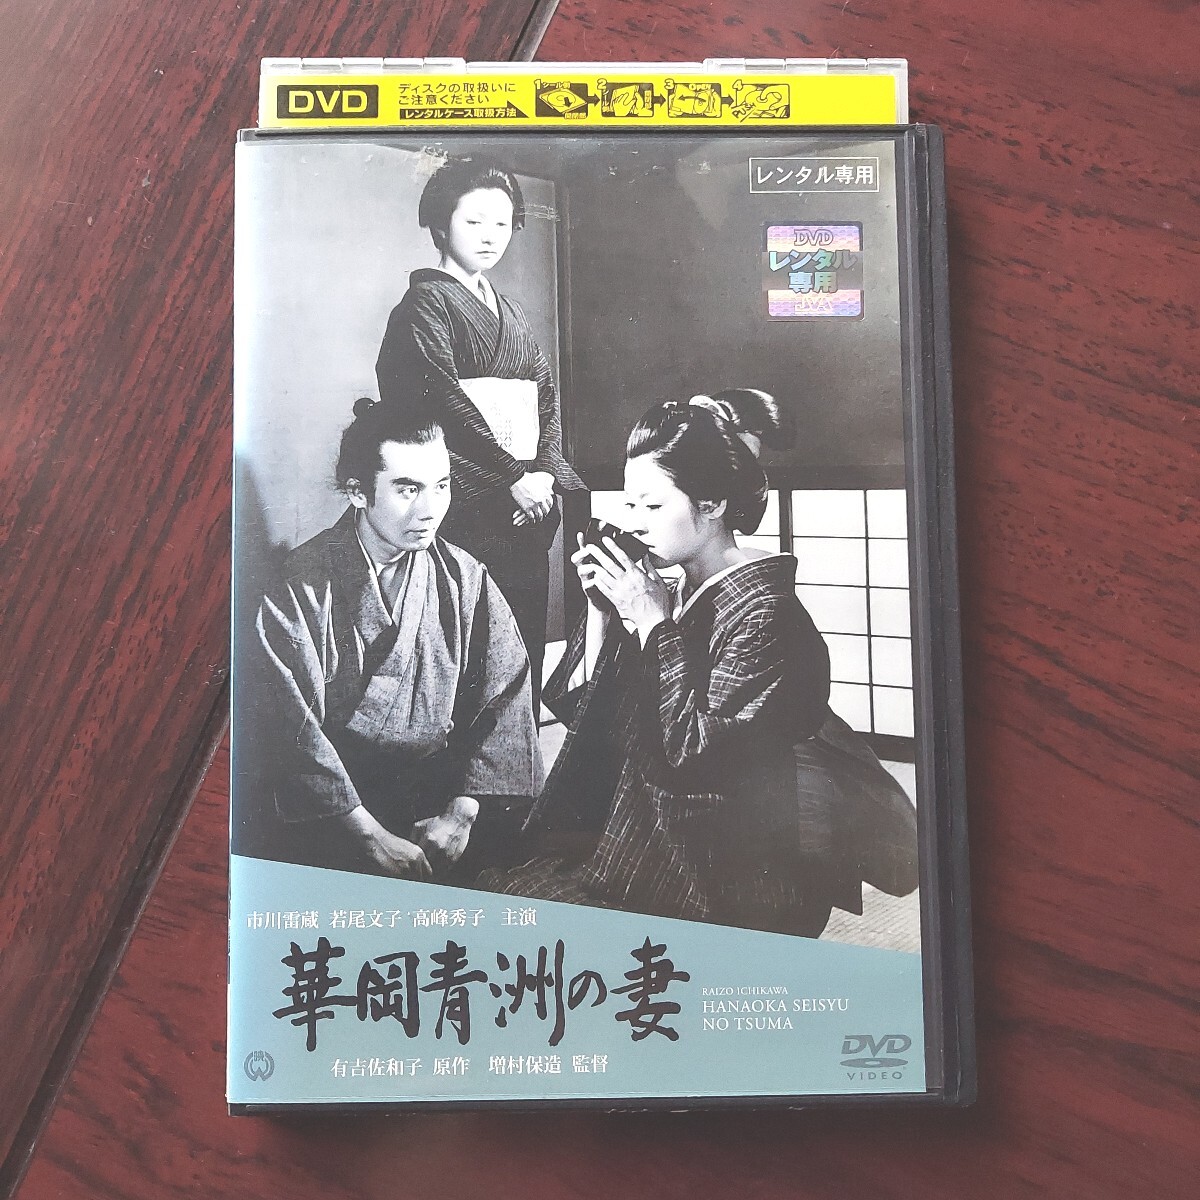 DVD
ディスクの取扱いに
ご注意ください
レンタルケース取扱方法
1
2
3
4
レンタル専用
DVD
レンタル
専用
JVA
市川雷蔵 若尾文子 高峰秀子 主演
華岡青洲の妻
RAIZO ICHIKAWA
HANAOKA SEISYU
NO TSUMA
有吉佐和子 原作 増村保造 監督
DVD
VIDEO